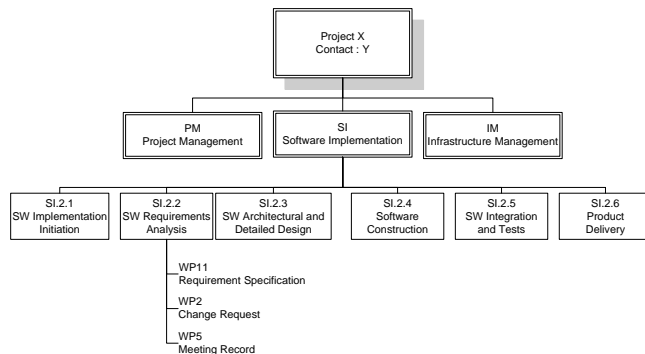 Project X
Contact : Y
PM
Project Management
SI
Software Implementation
IM
Infrastructure Management
SI.2.1
SW Implementation
Initiation
SI.2.2
SW Requirements
Analysis
SI.2.3
SW Architectural and
Detailed Design
SI.2.4
Software
Construction
SI.2.5
SW Integration
and Tests
SI.2.6
Product
Delivery
WP11
Requirement Specification
WP2
Change Request
WP5
Meeting Record